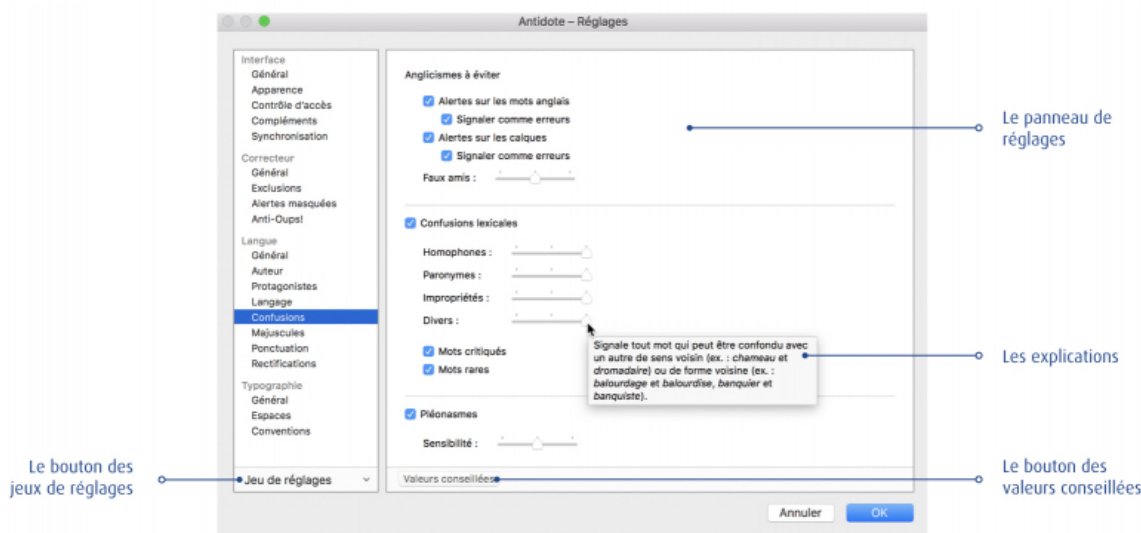 Antidote – Réglages
Interface
Général
Apparence
Contrôle d'accès
Compléments
Synchronisation
Correcteur
Général
Exclusions
Alertes masquées
Anti-Oups!
Langue
Général
Auteur
Protagonistes
Langage
Confusions
Majuscules
Ponctuation
Rectifications
Typographie
Général
Espaces
Conventions
Jeu de réglages
Anglicismes à éviter
Alertes sur les mots anglais
Signaler comme erreurs
Alertes sur les calques
Signaler comme erreurs
Faux amis :
Confusions lexicales
Homophones :
Paronymes :
Impropriétés :
Divers :
Signale tout mot qui peut être confondu avec
un autre de sens voisin (ex. : chameau et
dromadaire) ou de forme voisine (ex. :
balourdage et balourdise, banquier et
banquiste).
Mots critiqués
Mots rares
Pléonasmes
Sensibilité :
Valeurs conseillées
Annuler
OK
Le panneau de
réglages
Les explications
Le bouton des
jeux de réglages
Le bouton des
valeurs conseillées